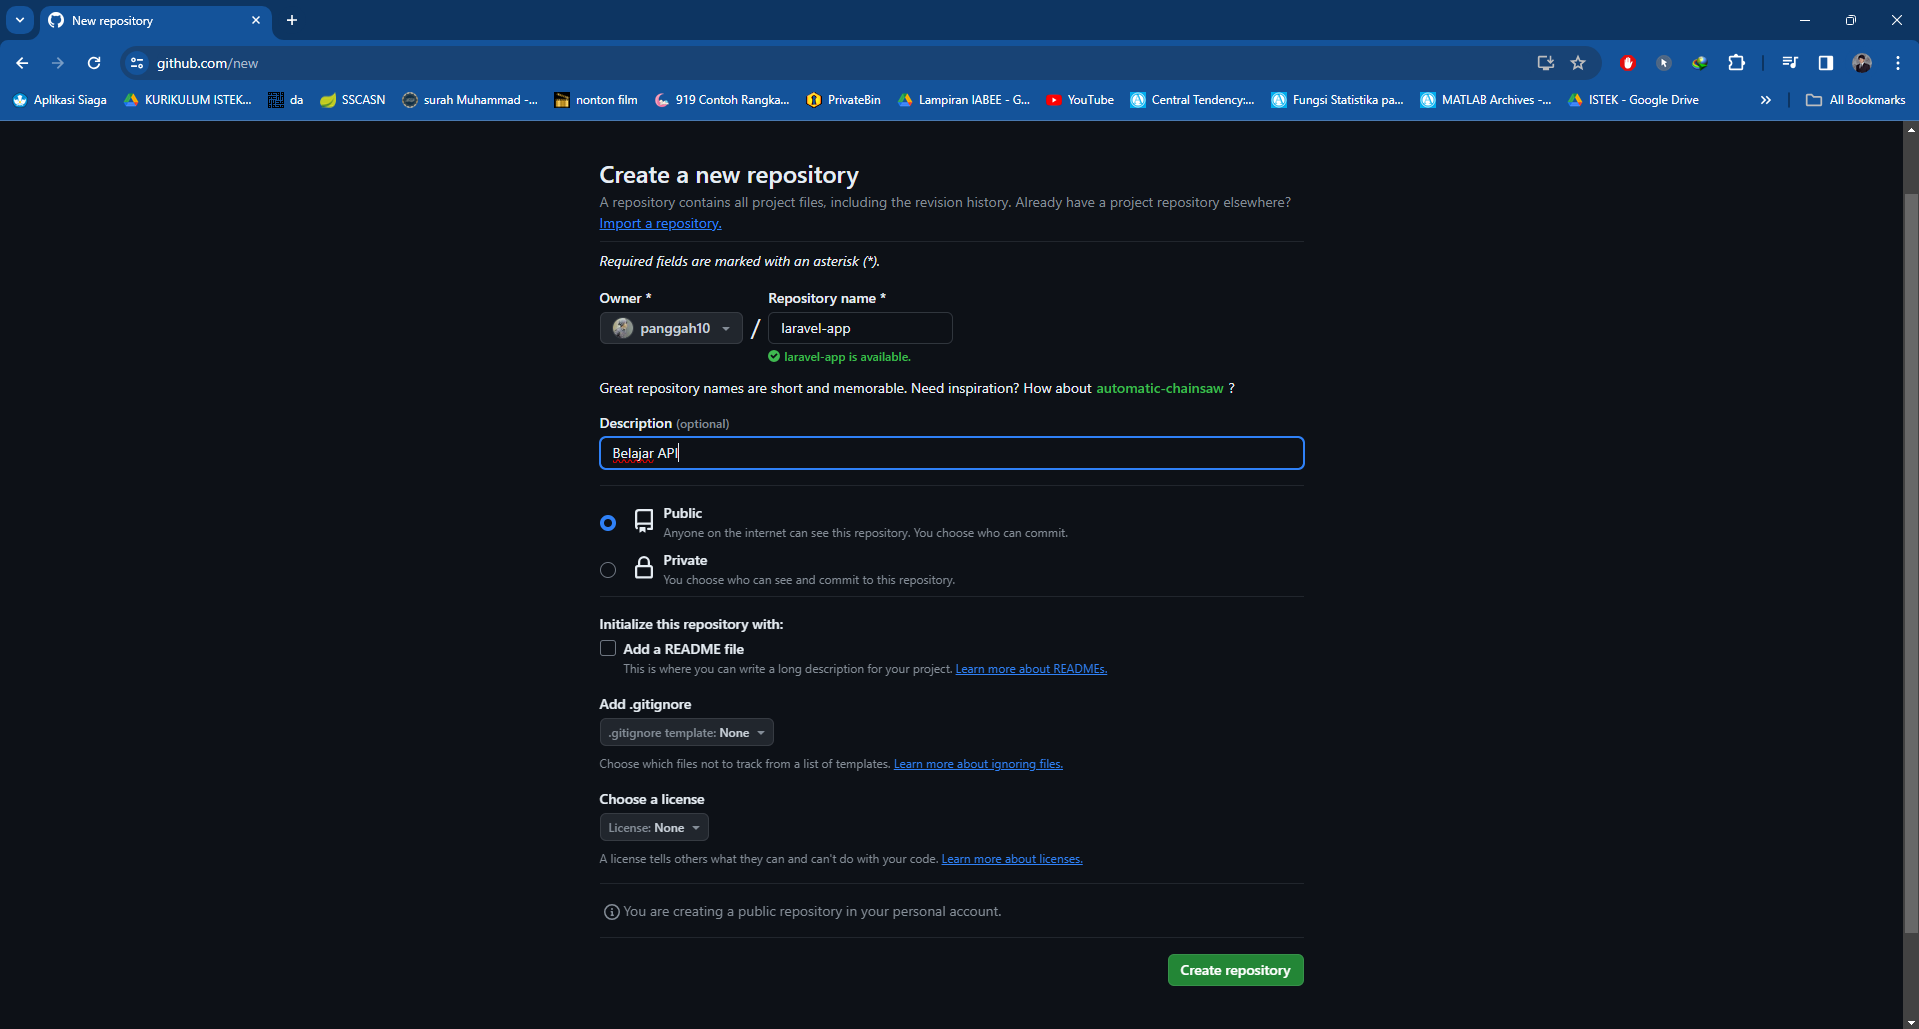 New repository
github.com/new
Aplikasi Siaga
KURIKULUM ISTEK...
da
SSCASN
surah Muhammad -...
nonton film
919 Contoh Rangka...
PrivateBin
Lampiran IABEE - G...
YouTube
Central Tendency:...
Fungsi Statistika pa...
MATLAB Archives -...
ISTEK - Google Drive
All Bookmarks
Create a new repository
A repository contains all project files, including the revision history. Already have a project repository elsewhere?
Import a repository.
Required fields are marked with an asterisk (*).
Owner *
Repository name *
panggah10
/
laravel-app
laravel-app is available.
Great repository names are short and memorable. Need inspiration? How about automatic-chainsaw ?
Description (optional)
Belajar API
Public
Anyone on the internet can see this repository. You choose who can commit.
Private
You choose who can see and commit to this repository.
Initialize this repository with:
Add a README file
This is where you can write a long description for your project. Learn more about READMEs.
Add .gitignore
.gitignore template: None
Choose which files not to track from a list of templates. Learn more about ignoring files.
Choose a license
License: None
A license tells others what they can and can't do with your code. Learn more about licenses.
You are creating a public repository in your personal account.
Create repository